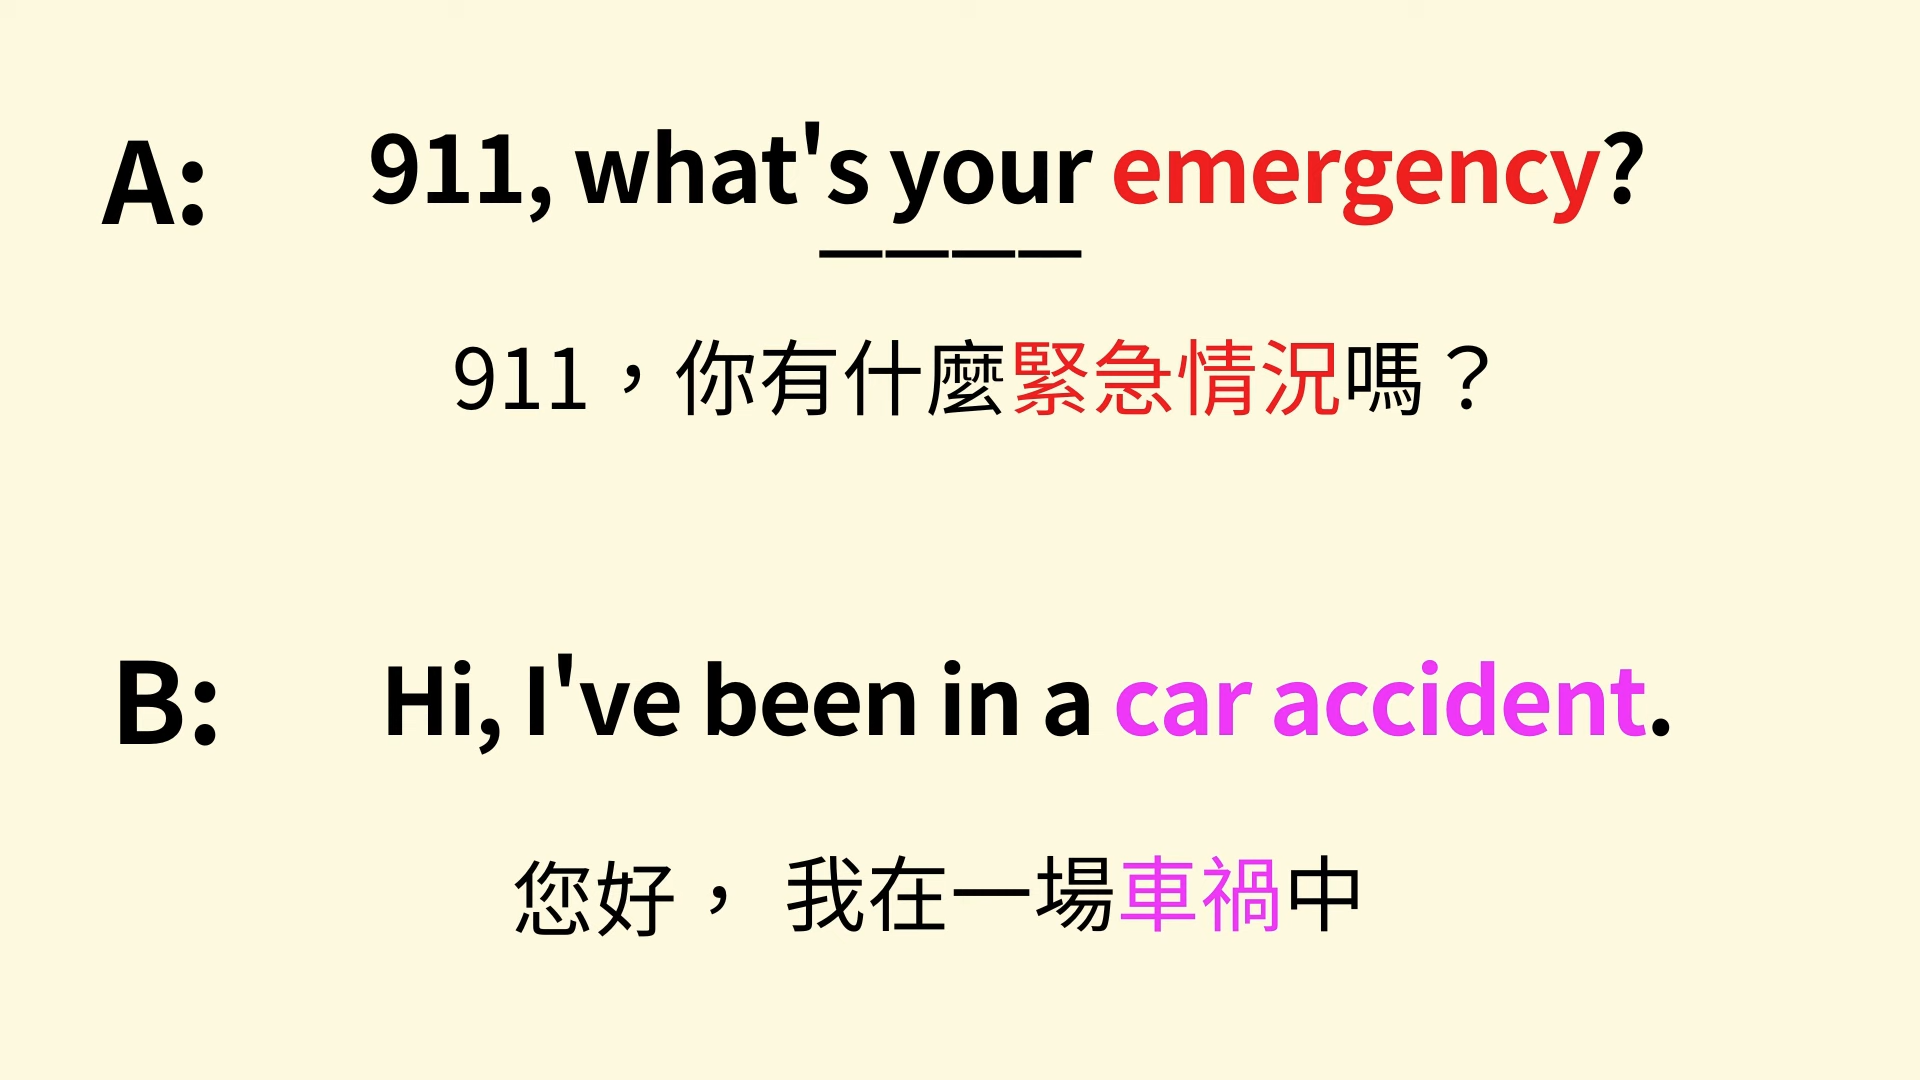 A: 911, what's your emergency?
————
911，你有什麼緊急情況嗎？
B: Hi, I've been in a car accident.
您好， 我在一場車禍中